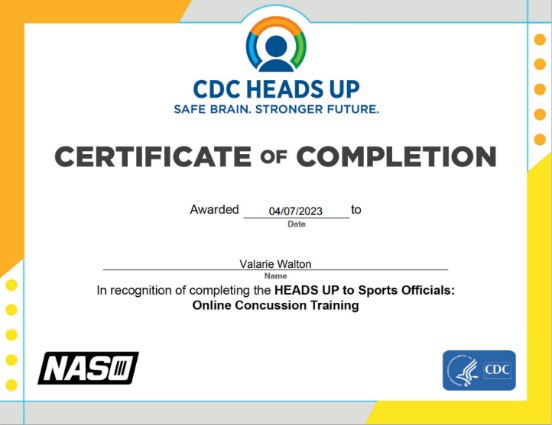 CDC HEADS UP
SAFE BRAIN. STRONGER FUTURE.
CERTIFICATE OF COMPLETION
Awarded 04/07/2023 to
Date
Valarie Walton
Name
In recognition of completing the HEADS UP to Sports Officials:
Online Concussion Training
NASO CDC